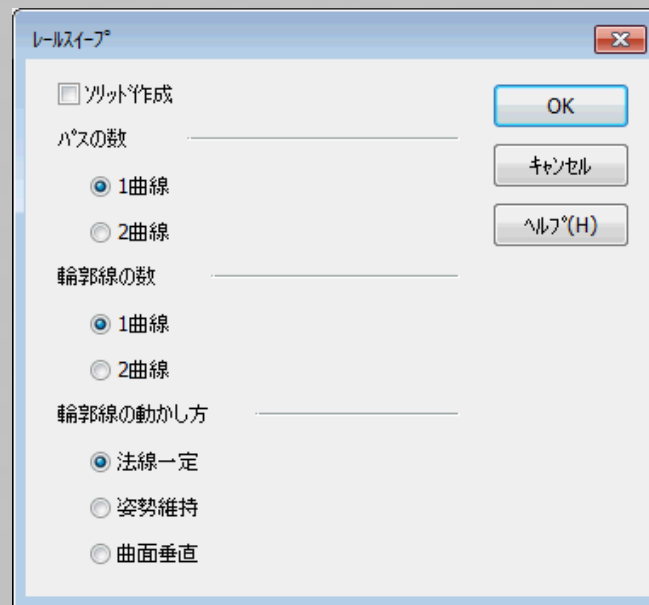 ﾚｰﾙｽｲｰﾌﾟ
ｿﾘｯﾄﾞ作成
OK
ﾊﾟｽの数
ｷｬﾝｾﾙ
1曲線
ﾍﾙﾌﾟ(H)
2曲線
輪郭線の数
1曲線
2曲線
輪郭線の動かし方
法線一定
姿勢維持
曲面垂直